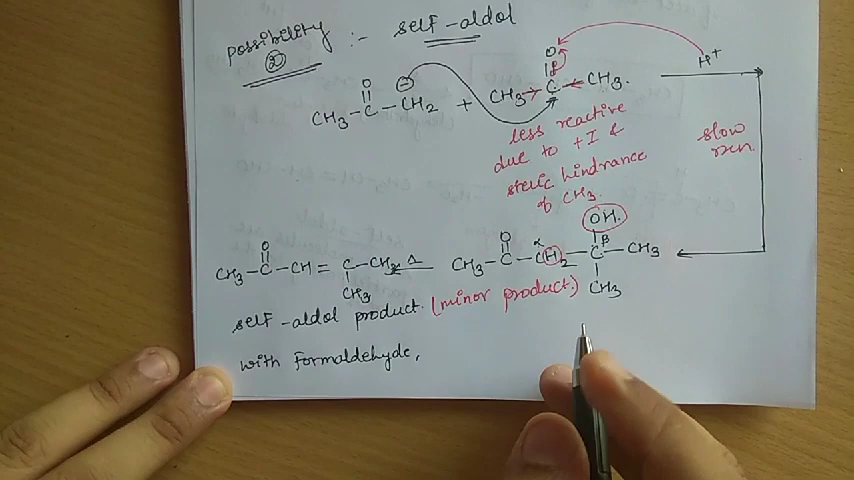 possibility ② :- self-aldol
O O H+
CH3-C-CH2 + CH3-C-CH3.
less reactive
due to +I &
steric hindrance
of CH3.
slow
rxn.
OH.
O O α β
CH3-C-CH=C-CH3 Δ CH3-C-CH2-C-CH3
CH3 CH3
self-aldol product. (minor product.)
with Formaldehyde,